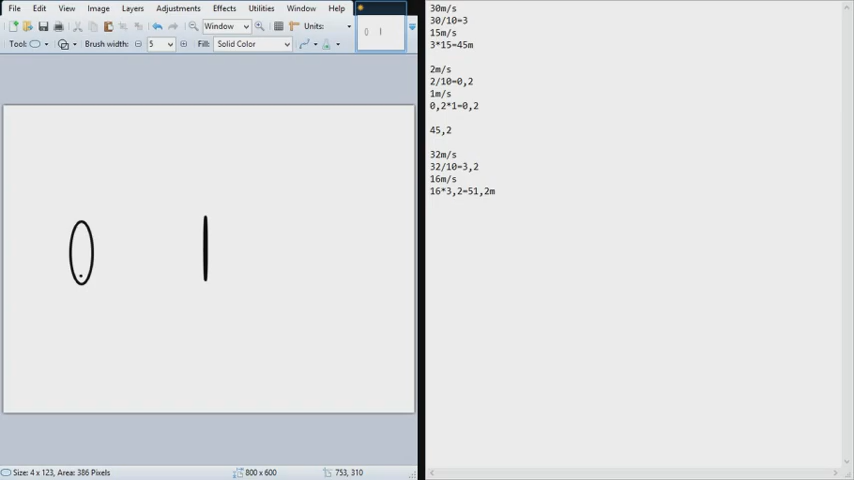 File Edit View Image Layers Adjustments Effects Utilities Window Help
Window Units:
Tool: Brush width: 5 Fill: Solid Color
Size: 4 x 123, Area: 386 Pixels 800 x 600 753, 310
30m/s
30/10=3
15m/s
3*15=45m
2m/s
2/10=0,2
1m/s
0,2*1=0,2
45,2
32m/s
32/10=3,2
16m/s
16*3,2=51,2m